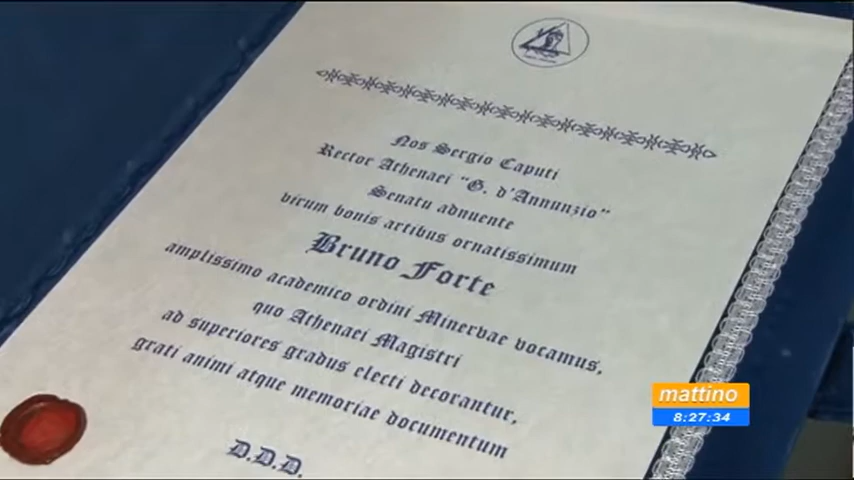 Nos Sergio Caputi
Rector Athenaei "G. d'Annunzio"
Senatu adnuente
virum bonis artibus ornatissimum
Bruno Forte
amplissimo academico ordini Minervae vocamus,
quo Athenaei Magistri
ad superiores gradus electi decorantur,
grati animi atque memoriae documentum
D.D.D.
mattino
8:27:34